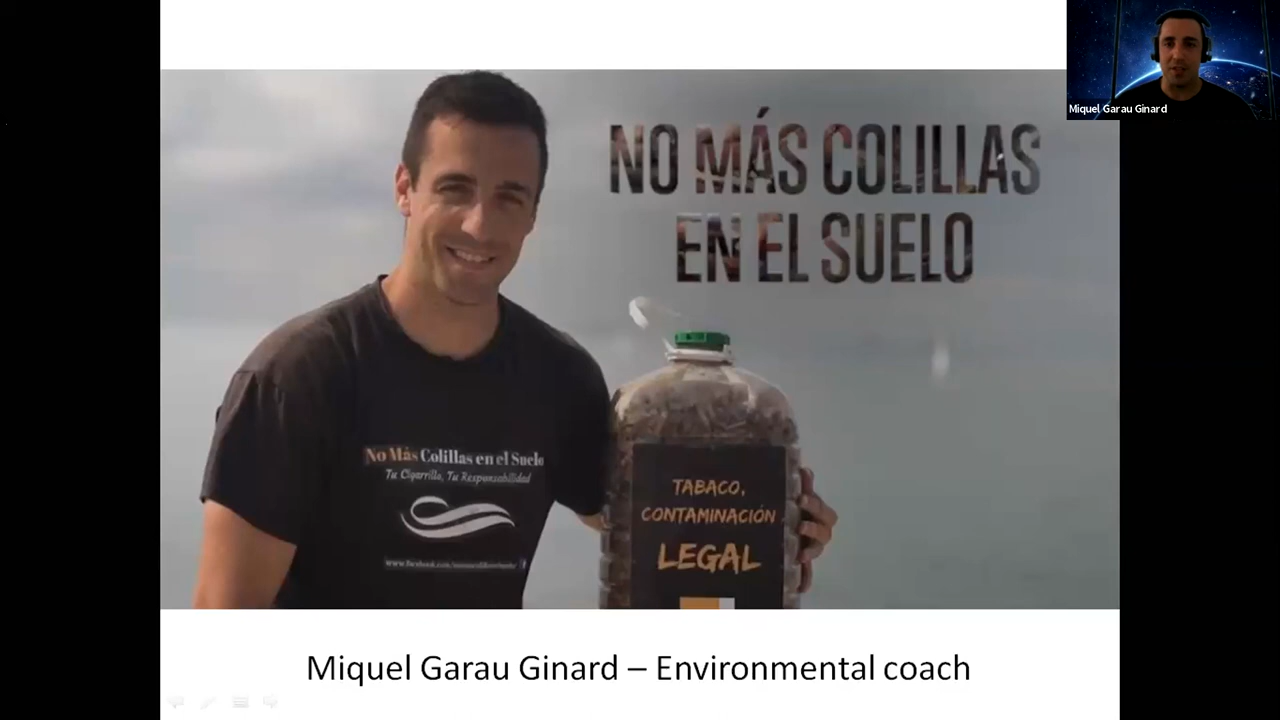 Miquel Garau Ginard
NO MÁS COLILLAS
EN EL SUELO
No Más Colillas en el Suelo
Tu Cigarrillo, Tu Responsabilidad
TABACO,
CONTAMINACIÓN
LEGAL
Miquel Garau Ginard – Environmental coach